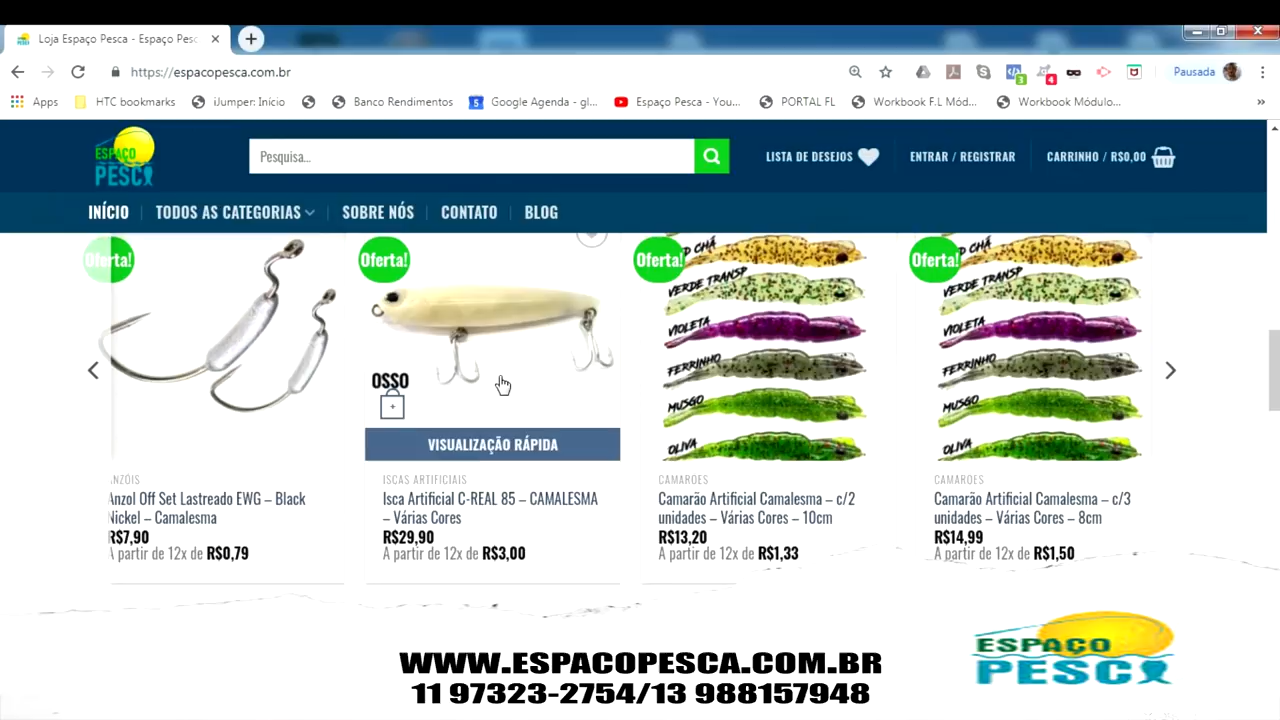 Loja Espaço Pesca - Espaço Pesc
https://espacopesca.com.br
Pausada
Apps
HTC bookmarks
iJumper: Início
Banco Rendimentos
Google Agenda - gl...
Espaço Pesca - You...
PORTAL FL
Workbook F.L Mód...
Workbook Módulo...
ESPAÇO
PESCA
Pesquisa...
LISTA DE DESEJOS
ENTRAR / REGISTRAR
CARRINHO / R$0,00
INÍCIO
TODOS AS CATEGORIAS
SOBRE NÓS
CONTATO
BLOG
Oferta!
Oferta!
OSSO
VISUALIZAÇÃO RÁPIDA
Oferta!
D CHÁ
VERDE TRANSP
VIOLETA
FERRINHO
MUSGO
OLIVA
Oferta!
D CHÁ
VERDE TRANSP
VIOLETA
FERRINHO
MUSGO
OLIVA
ANZÓIS
Anzol Off Set Lastreado EWG – Black
Nickel – Camalesma
R$7,90
A partir de 12x de R$0,79
ISCAS ARTIFICIAIS
Isca Artificial C-REAL 85 – CAMALESMA
– Várias Cores
R$29,90
A partir de 12x de R$3,00
CAMAROES
Camarão Artificial Camalesma – c/2
unidades – Várias Cores – 10cm
R$13,20
A partir de 12x de R$1,33
CAMAROES
Camarão Artificial Camalesma – c/3
unidades – Várias Cores – 8cm
R$14,99
A partir de 12x de R$1,50
ESPAÇO
PESCA
WWW.ESPACOPESCA.COM.BR
11 97323-2754/13 988157948